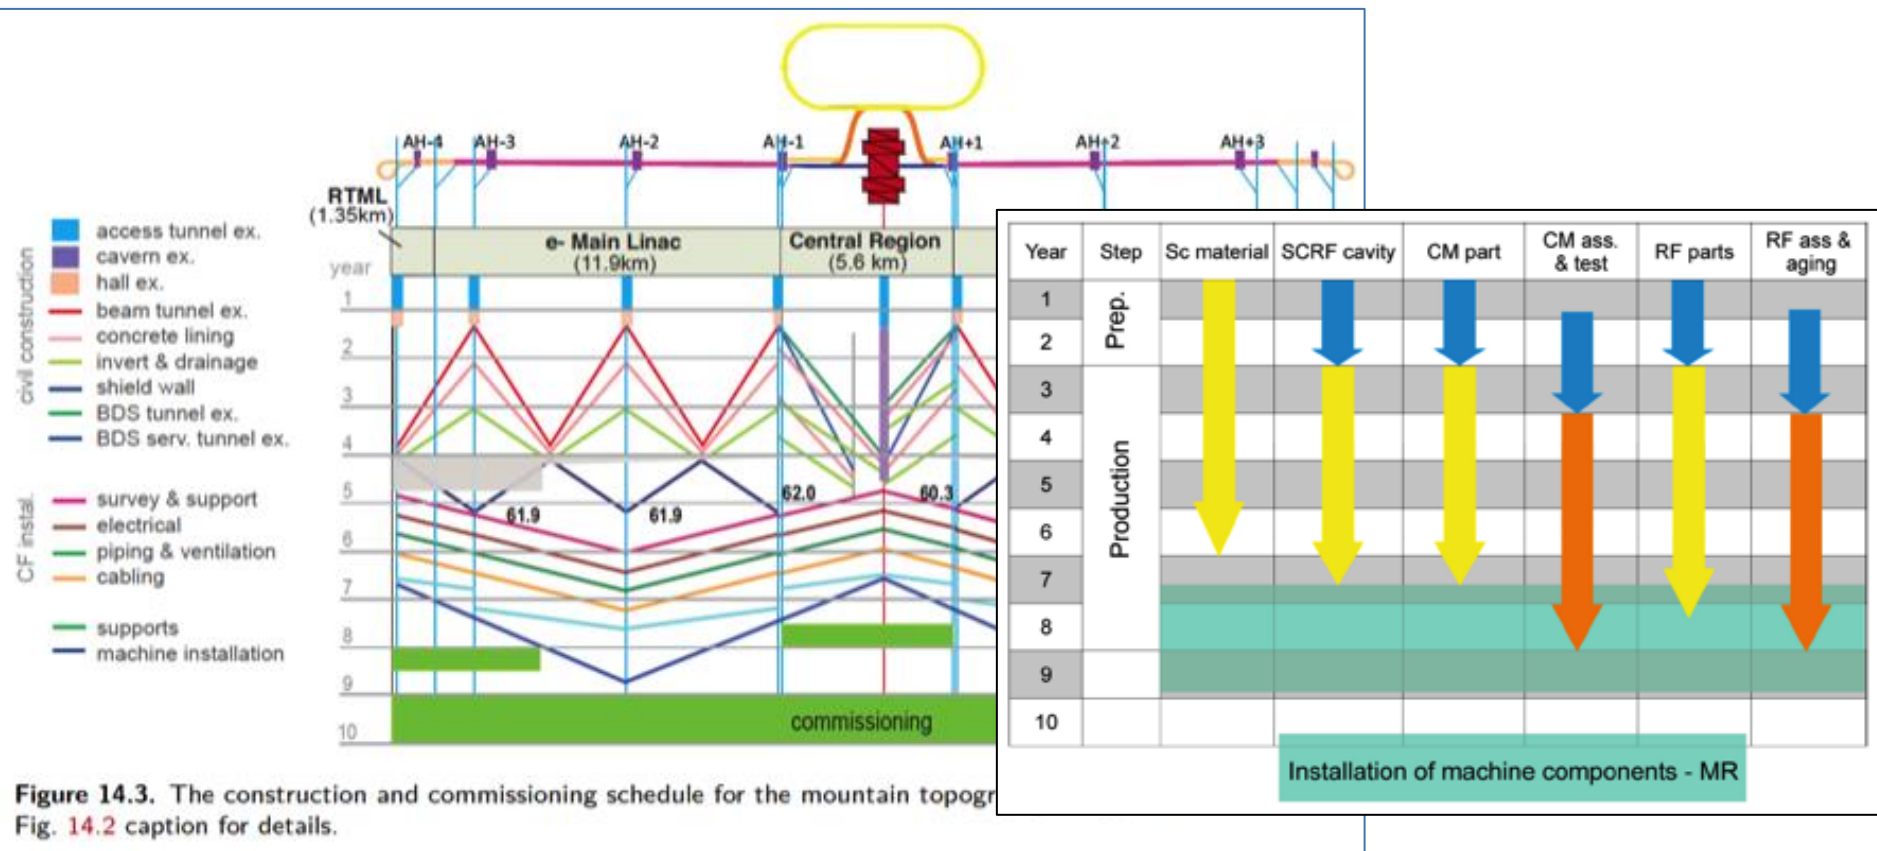 AH-4 AH-3 AH-2 AH-1 AH+1 AH+2 AH+3
RTML
(1.35km)
e- Main Linac
(11.9km)
Central Region
(5.6 km)
year
1
2
3
4
5
6
7
8
9
10
61.9
61.9
62.0
60.3
commissioning
civil construction
access tunnel ex.
cavern ex.
hall ex.
beam tunnel ex.
concrete lining
invert & drainage
shield wall
BDS tunnel ex.
BDS serv. tunnel ex.
CF instal.
survey & support
electrical
piping & ventilation
cabling
supports
machine installation
Figure 14.3. The construction and commissioning schedule for the mountain topogr
Fig. 14.2 caption for details.
Year Step Sc material SCRF cavity CM part CM ass. & test RF parts RF ass & aging
1
2
3
4
5
6
7
8
9
10
Prep.
Production
Installation of machine components - MR